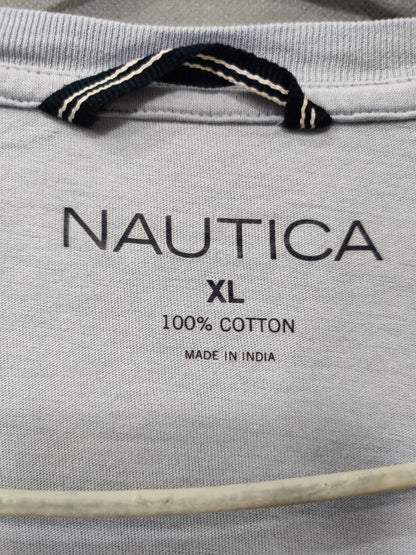 NAUTICA
XL
100% COTTON
MADE IN INDIA